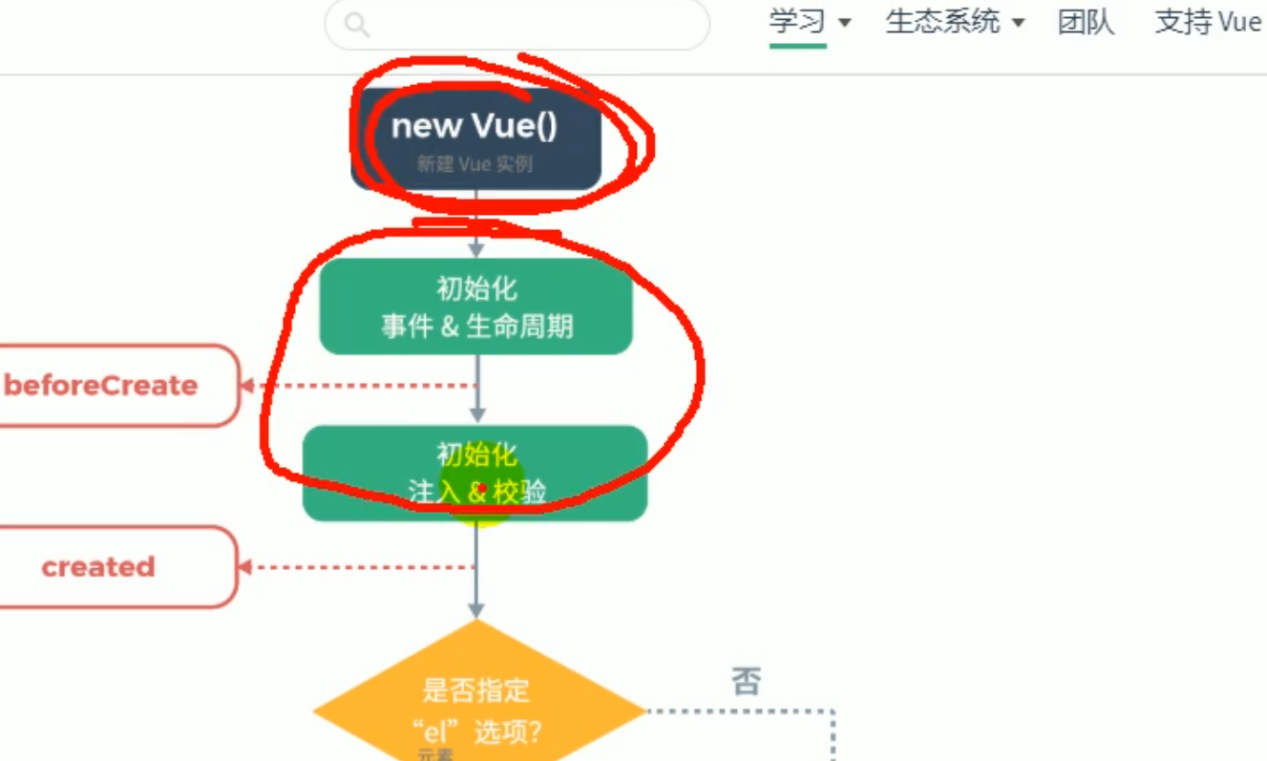 学习 生态系统 团队 支持 Vue
new Vue()
新建 Vue 实例
初始化
事件 & 生命周期
beforeCreate
初始化
注入 & 校验
created
是否指定
“el”选项?
否
元素